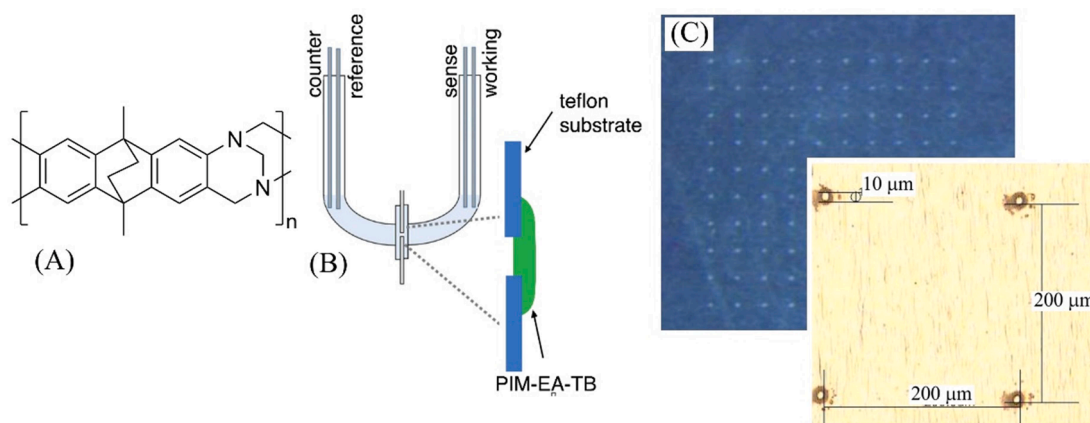 (A)
N
N
n
(B)
counter
reference
sense
working
teflon
substrate
PIM-EA-TB
(C)
10 μm
200 μm
200 μm